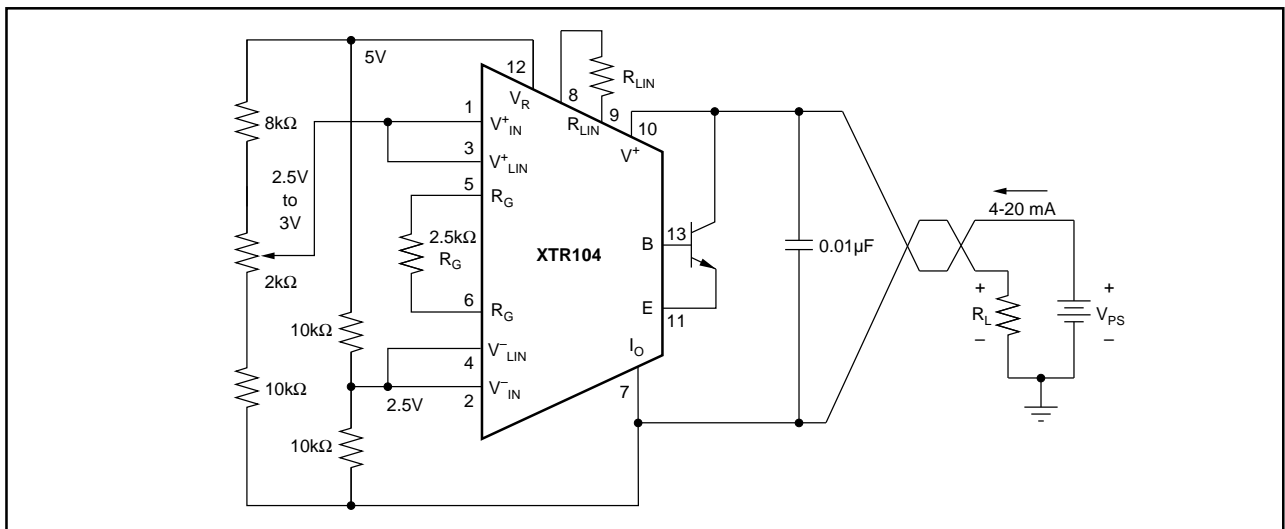 5V
12
V_R
8
R_LIN
9
R_LIN
10
V⁺
8kΩ
1
V⁺_IN
3
V⁺_LIN
2.5V
to
3V
5
R_G
2.5kΩ
R_G
XTR104
B
13
0.01µF
4-20 mA
2kΩ
6
R_G
E
11
+
R_L
–
+
V_PS
–
10kΩ
V⁻_LIN
4
I_O
7
10kΩ
2.5V
2
V⁻_IN
10kΩ